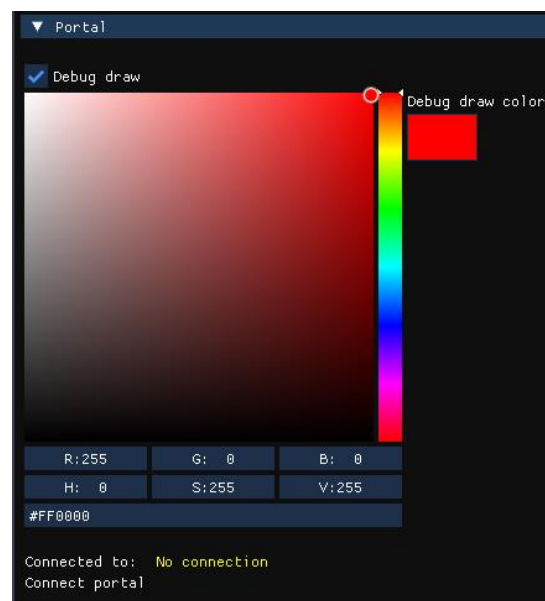 Portal
Debug draw
Debug draw color
R:255 G: 0 B: 0
H: 0 S:255 V:255
#FF0000
Connected to: No connection
Connect portal